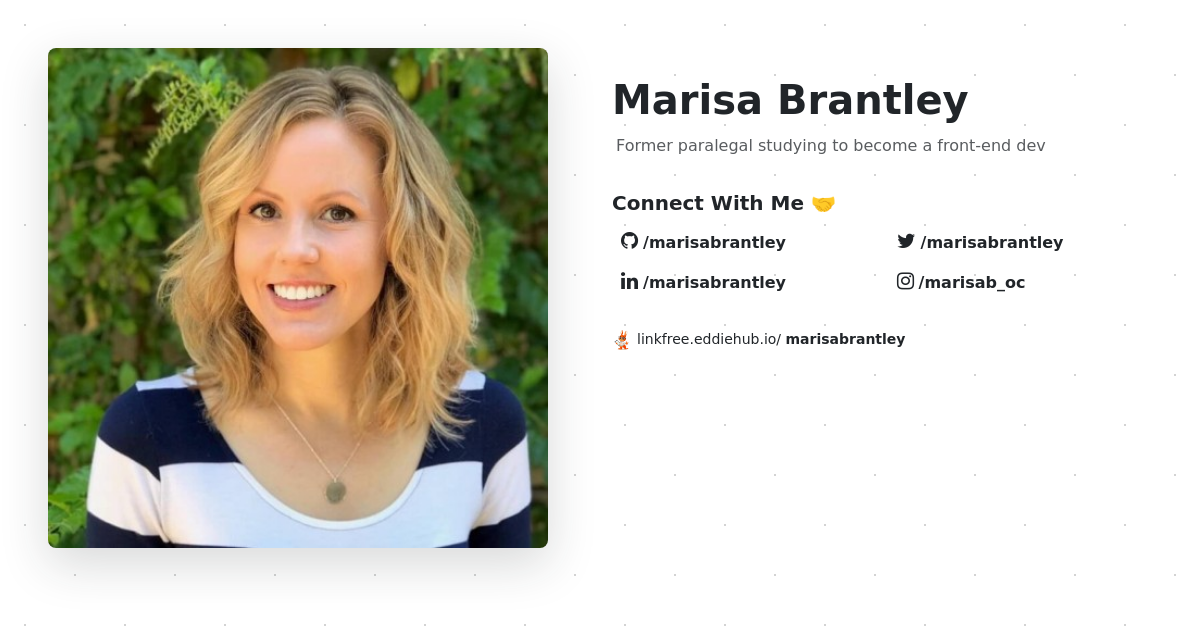 Marisa Brantley
Former paralegal studying to become a front-end dev
Connect With Me 🤝
/marisabrantley
/marisabrantley
/marisabrantley
/marisab_oc
linkfree.eddiehub.io/ marisabrantley